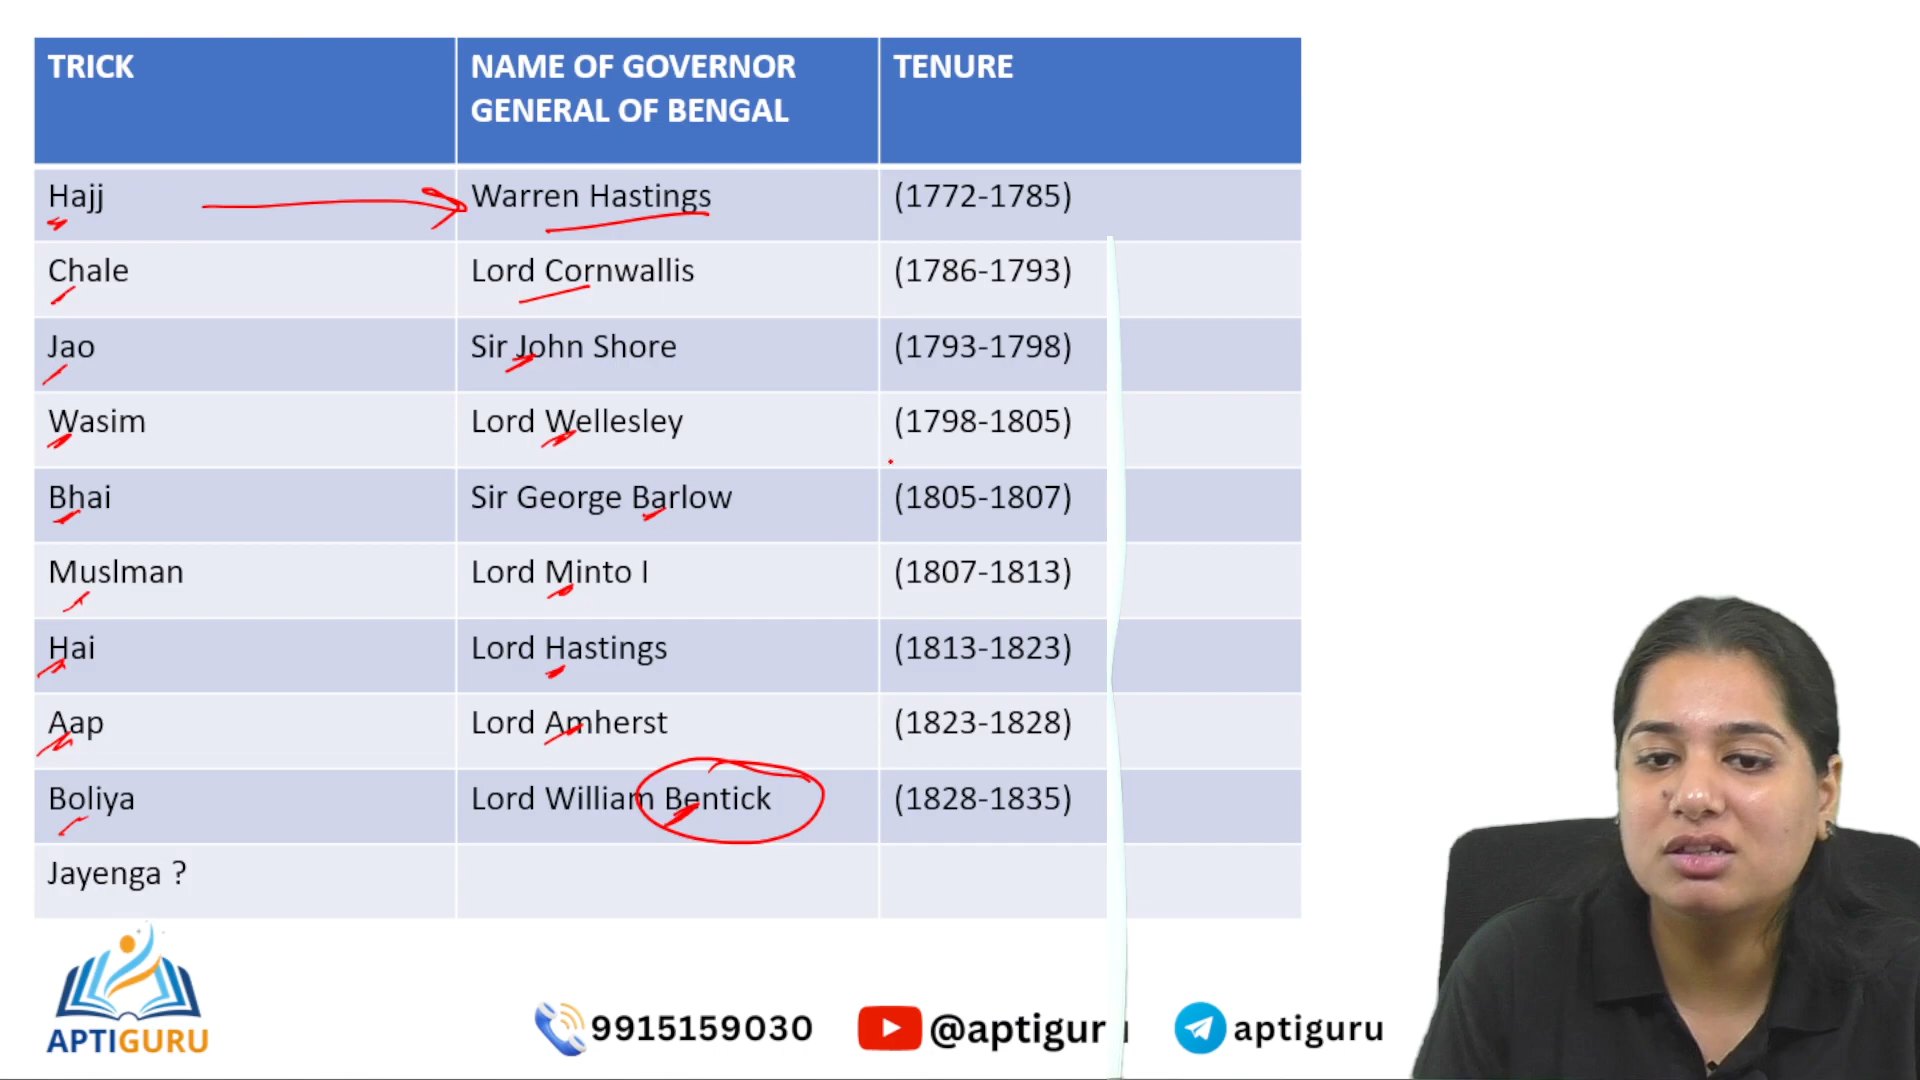 TRICK
NAME OF GOVERNOR
GENERAL OF BENGAL
TENURE
Hajj
Warren Hastings
(1772-1785)
Chale
Lord Cornwallis
(1786-1793)
Jao
Sir John Shore
(1793-1798)
Wasim
Lord Wellesley
(1798-1805)
Bhai
Sir George Barlow
(1805-1807)
Muslman
Lord Minto I
(1807-1813)
Hai
Lord Hastings
(1813-1823)
Aap
Lord Amherst
(1823-1828)
Boliya
Lord William Bentick
(1828-1835)
Jayenga ?
APTIGURU
9915159030
@aptiguru
aptiguru